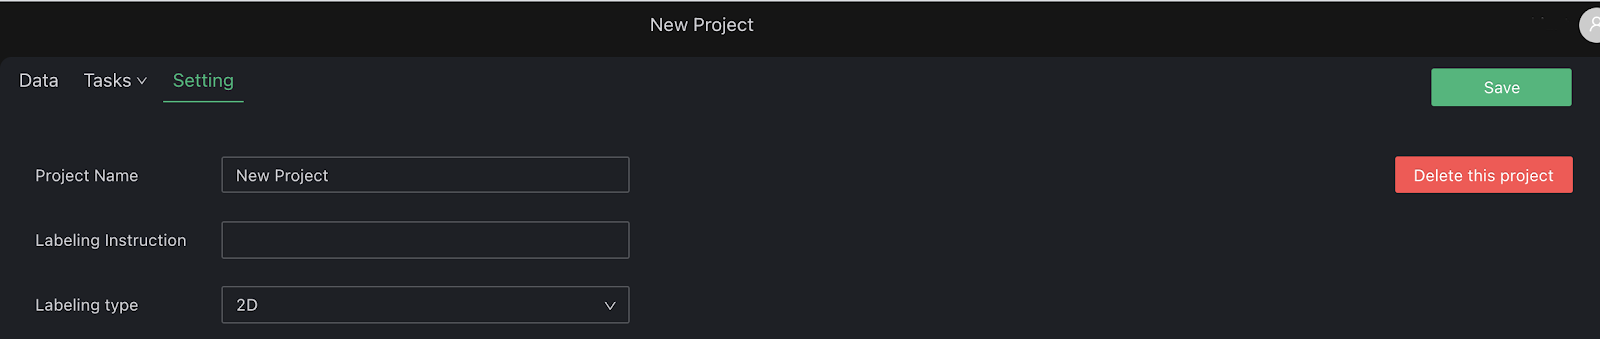 New Project
Data Tasks Setting
Save
Project Name New Project
Delete this project
Labeling Instruction
Labeling type 2D